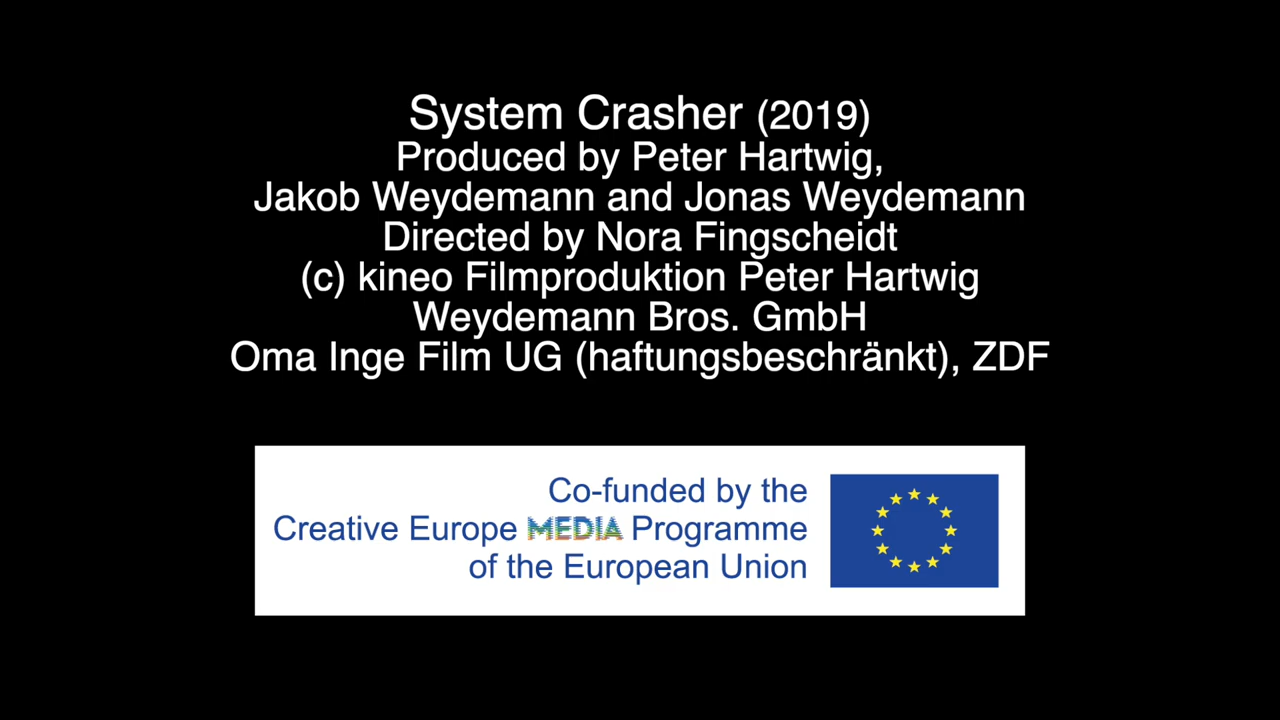 System Crasher (2019)
Produced by Peter Hartwig,
Jakob Weydemann and Jonas Weydemann
Directed by Nora Fingscheidt
(c) kineo Filmproduktion Peter Hartwig
Weydemann Bros. GmbH
Oma Inge Film UG (haftungsbeschränkt), ZDF
Co-funded by the
Creative Europe MEDIA Programme
of the European Union